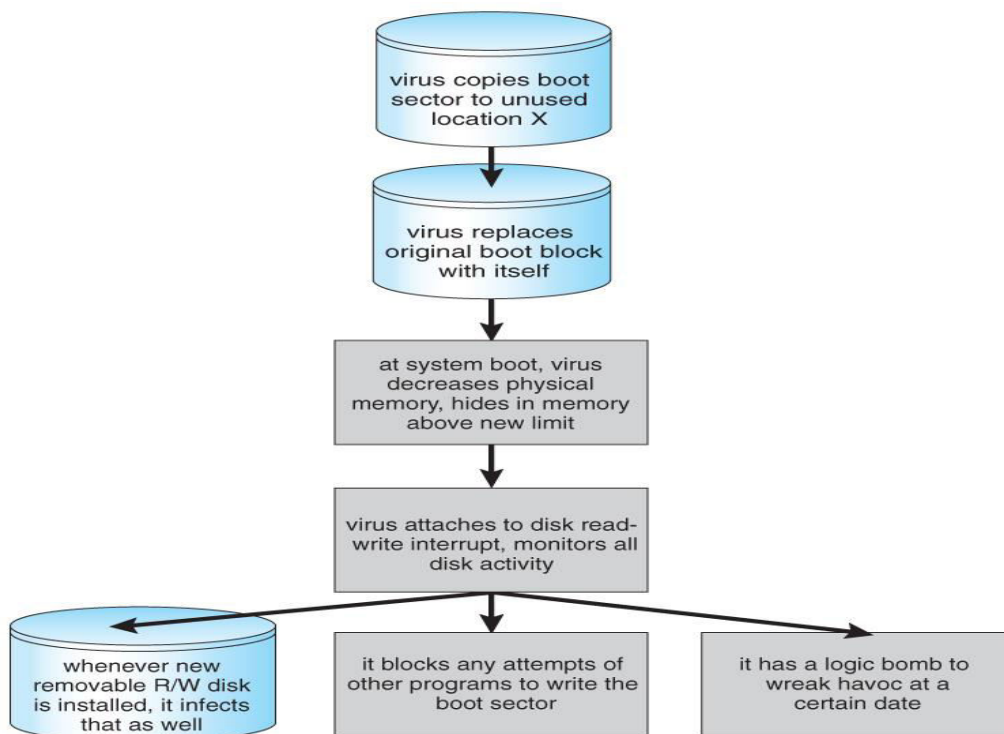 virus copies boot
sector to unused
location X
virus replaces
original boot block
with itself
at system boot, virus
decreases physical
memory, hides in memory
above new limit
virus attaches to disk read-
write interrupt, monitors all
disk activity
whenever new
removable R/W disk
is installed, it infects
that as well
it blocks any attempts of
other programs to write the
boot sector
it has a logic bomb to
wreak havoc at a
certain date